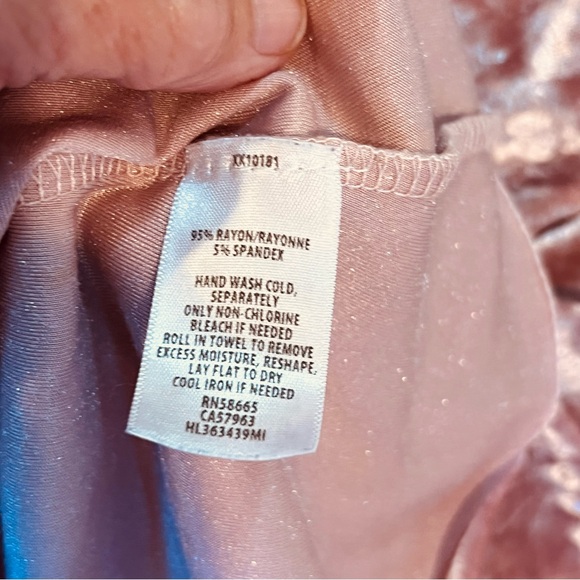 XX10181
95% RAYON/RAYONNE
5% SPANDEX
HAND WASH COLD,
SEPARATELY
ONLY NON-CHLORINE
BLEACH IF NEEDED
ROLL IN TOWEL TO REMOVE
EXCESS MOISTURE, RESHAPE,
LAY FLAT TO DRY
COOL IRON IF NEEDED
RN58665
CA57963
HL363439MI